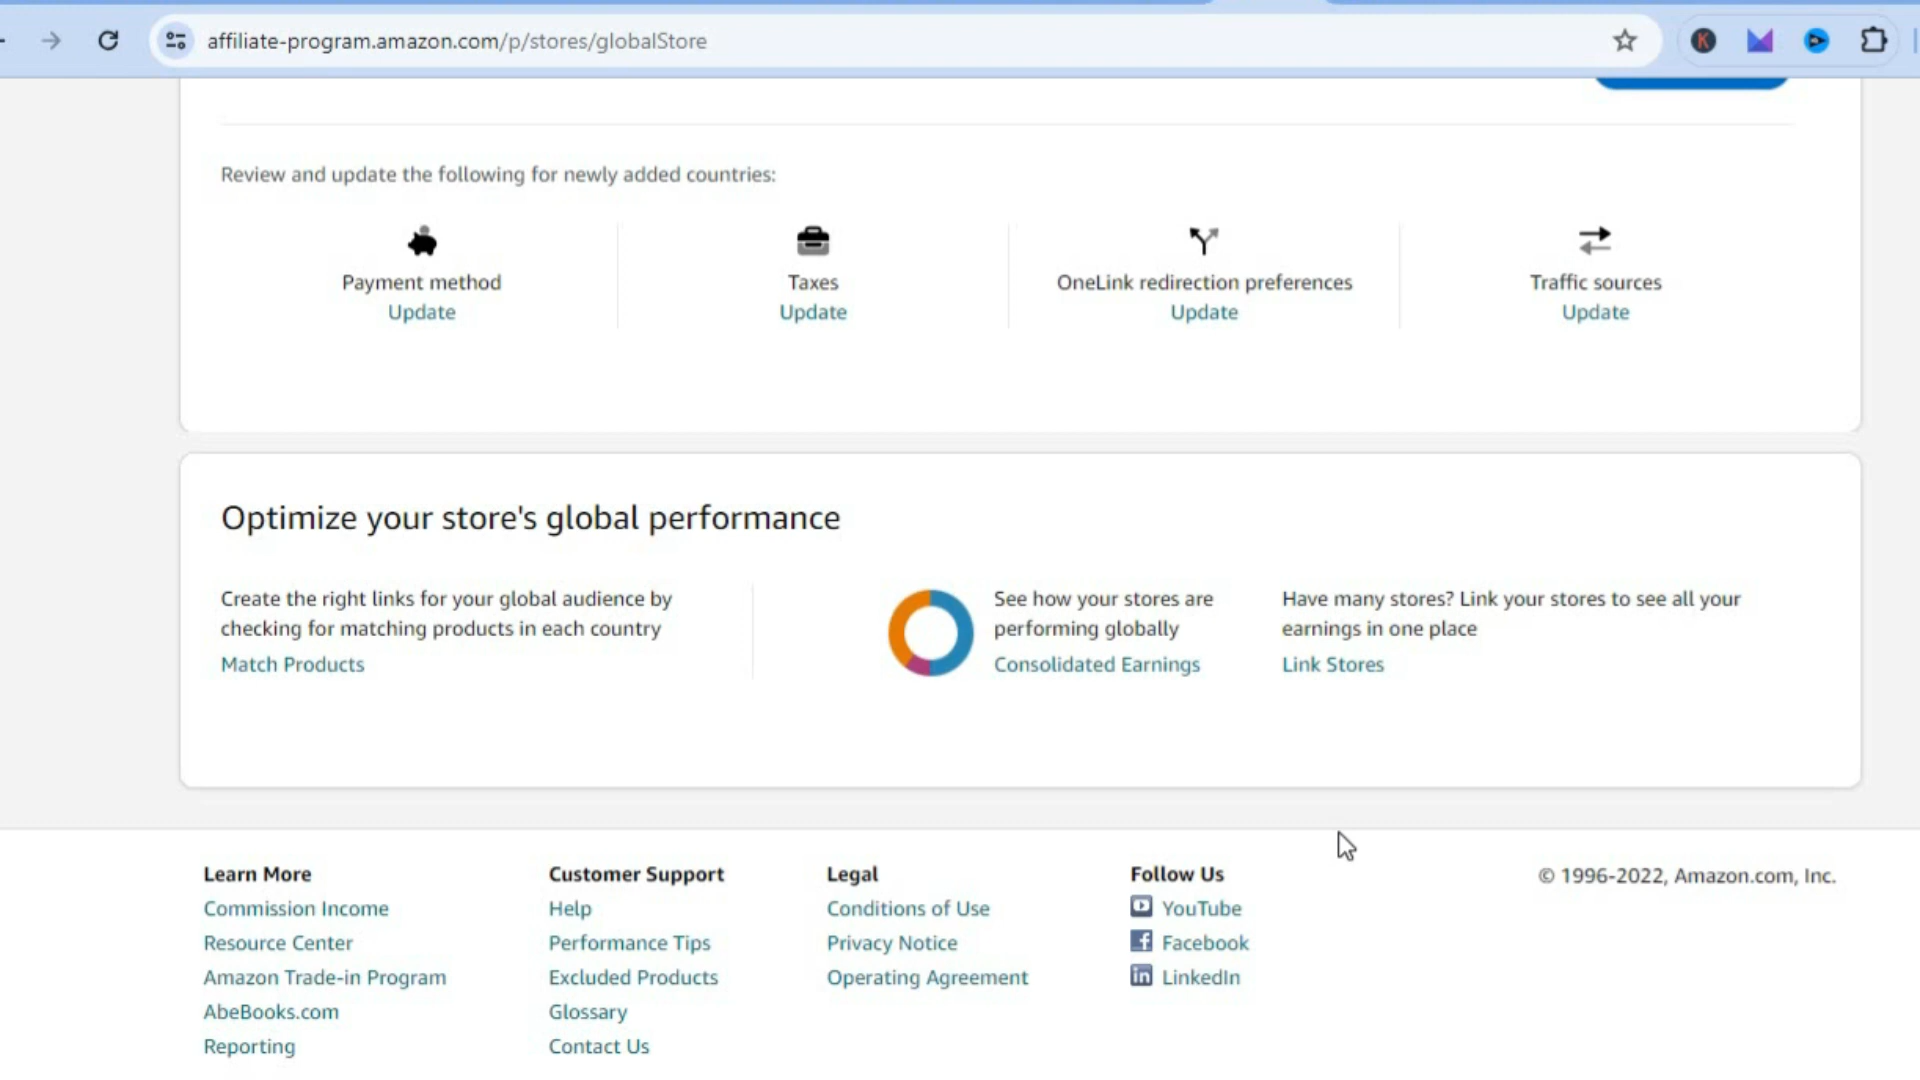 affiliate-program.amazon.com/p/stores/globalStore
K
Review and update the following for newly added countries:
Payment method
Update
Taxes
Update
OneLink redirection preferences
Update
Traffic sources
Update
Optimize your store's global performance
Create the right links for your global audience by
checking for matching products in each country
Match Products
See how your stores are
performing globally
Consolidated Earnings
Have many stores? Link your stores to see all your
earnings in one place
Link Stores
Learn More
Commission Income
Resource Center
Amazon Trade-in Program
AbeBooks.com
Reporting
Customer Support
Help
Performance Tips
Excluded Products
Glossary
Contact Us
Legal
Conditions of Use
Privacy Notice
Operating Agreement
Follow Us
YouTube
Facebook
LinkedIn
© 1996-2022, Amazon.com, Inc.